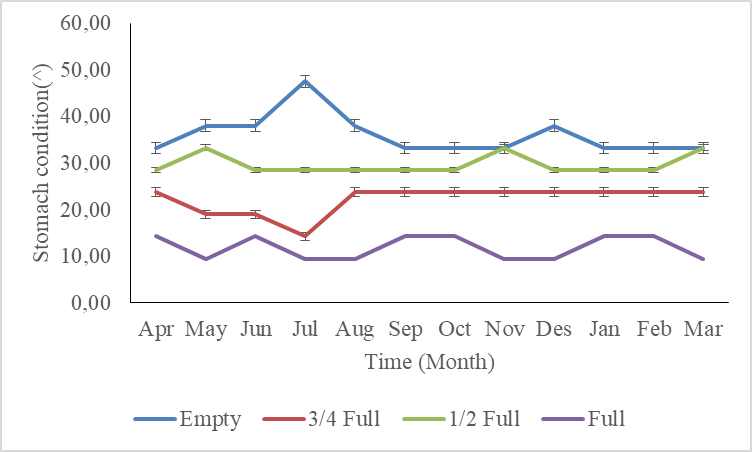 60,00
50,00
40,00
30,00
20,00
10,00
0,00
Stomach condition(^)
Apr May Jun Jul Aug Sep Oct Nov Des Jan Feb Mar
Time (Month)
Empty 3/4 Full 1/2 Full Full